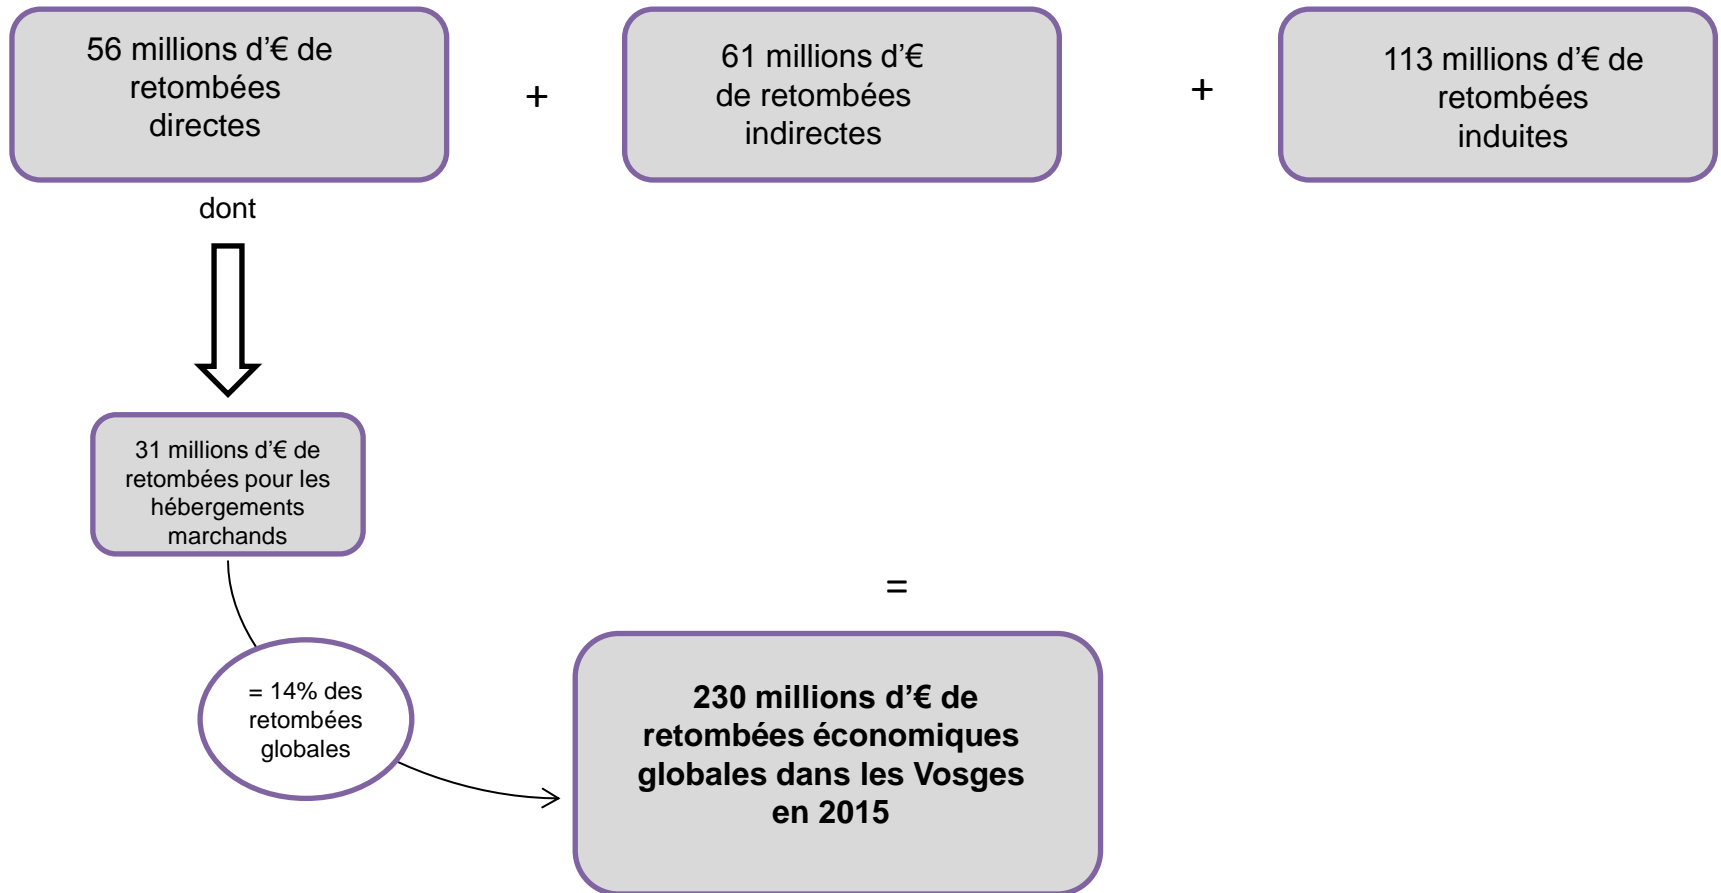 56 millions d’€ de
retombées
directes
+
61 millions d’€
de retombées
indirectes
+
113 millions d’€ de
retombées
induites
dont
31 millions d’€ de
retombées pour les
hébergements
marchands
= 14% des
retombées
globales
=
230 millions d’€ de
retombées économiques
globales dans les Vosges
en 2015